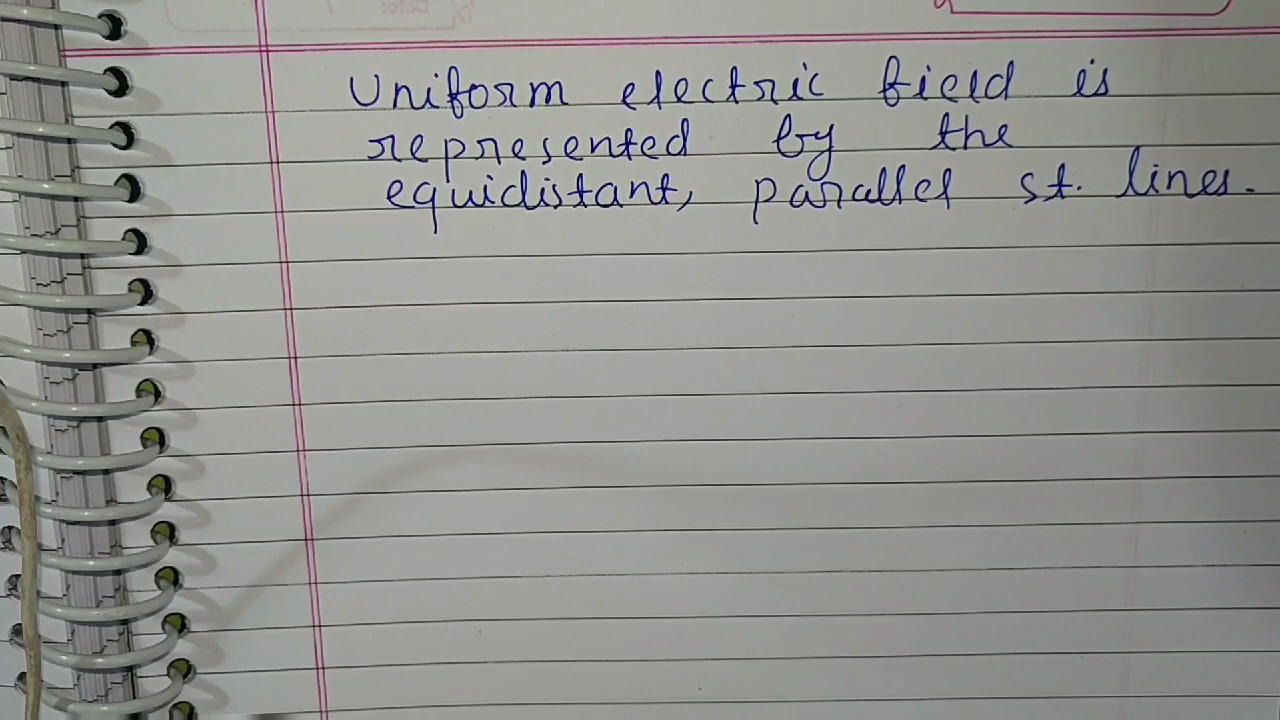 Uniform electric field is
represented by the
equidistant, parallel st. lines.